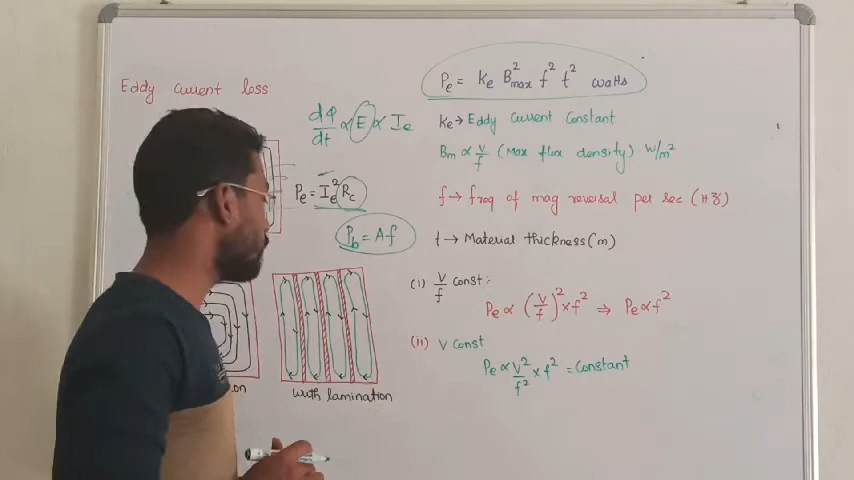 Eddy current loss
dΦ/dt ∝ E ∝ Ie
Pe = Ie² Rc
Pb = Af
with lamination
Pe = Ke B²max f² t² watts
Ke → Eddy current Constant
Bm ∝ V/f (Max flux density) W/m²
f → freq of mag reversal per sec (Hz)
t → Material thickness (m)
(i) V/f Const:
Pe ∝ (V/f)² × f² ⇒ Pe ∝ f²
(ii) V Const
Pe ∝ V²/f² × f² = Constant